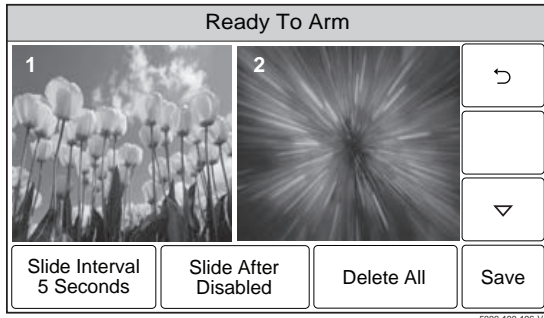 Ready To Arm
1
2
Slide Interval
5 Seconds
Slide After
Disabled
Delete All
Save